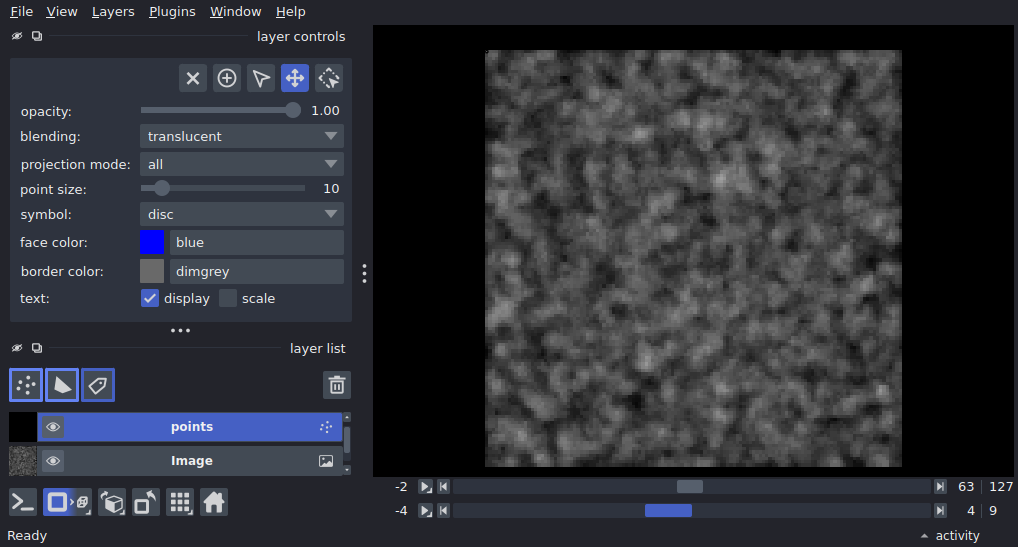 File View Layers Plugins Window Help
layer controls
opacity: 1.00
blending: translucent
projection mode: all
point size: 10
symbol: disc
face color: blue
border color: dimgrey
text: display scale
layer list
points
Image
-2 63 127
-4 4 9
Ready activity